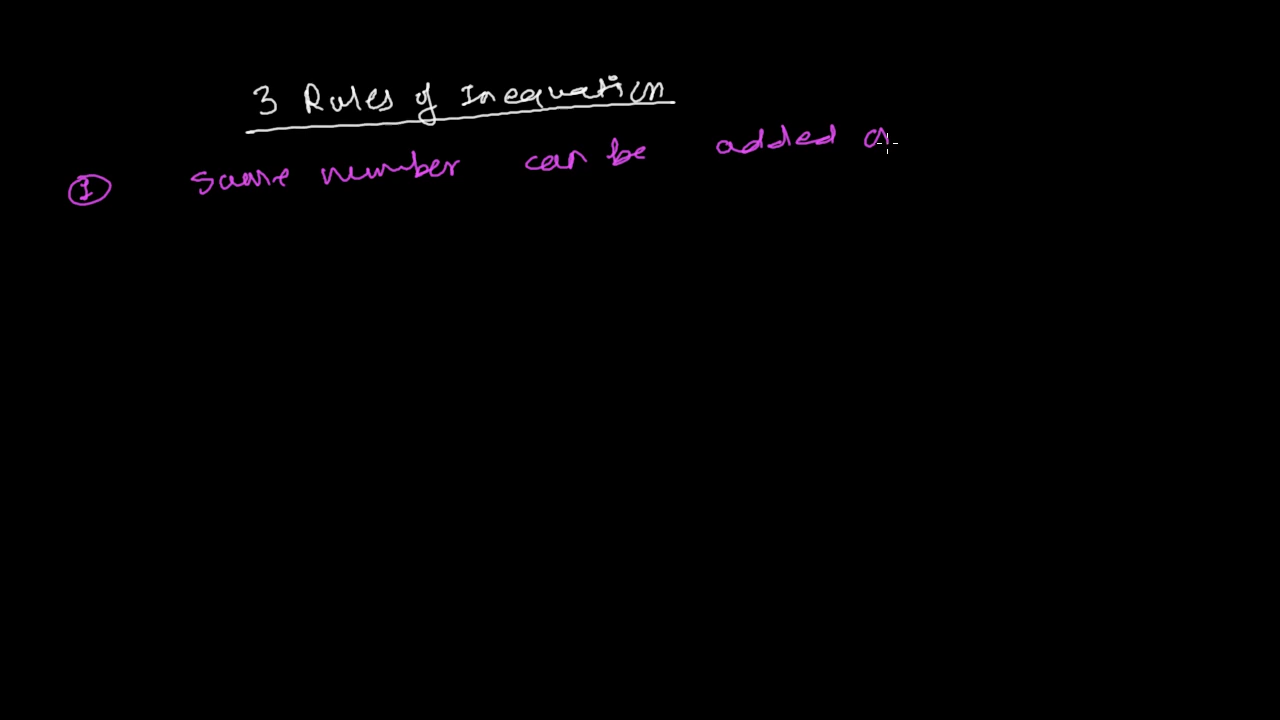 3 Rules of Inequation
① same number can be added